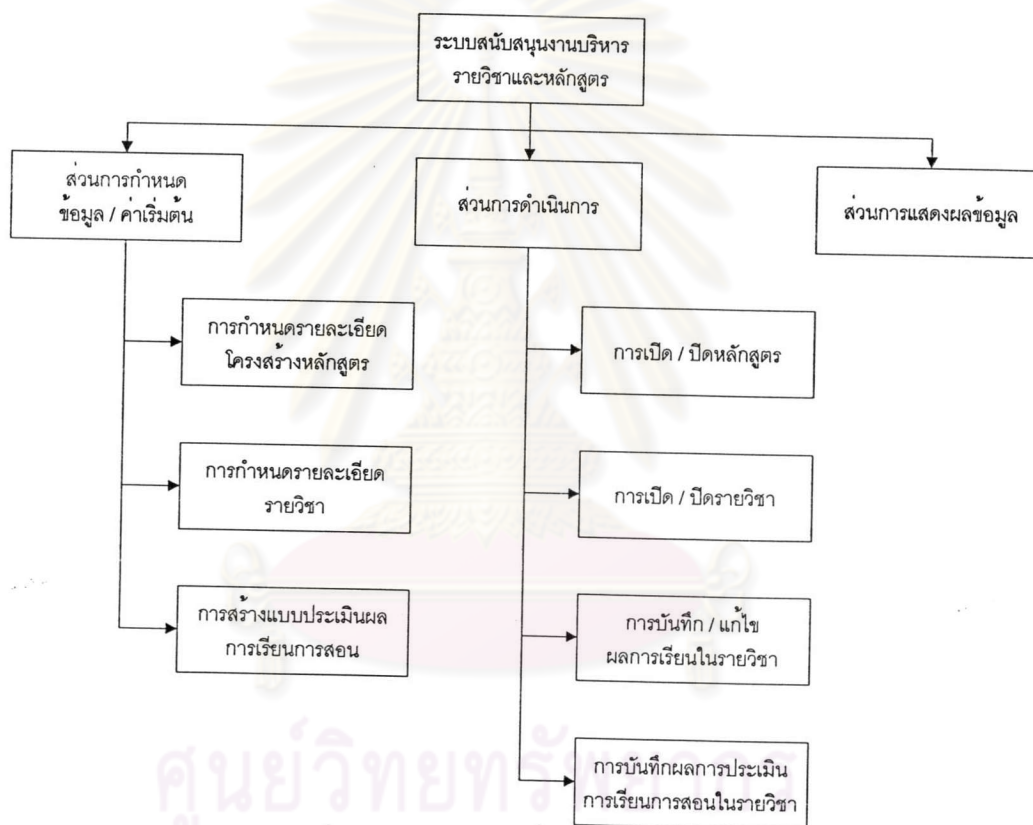 ระบบสนับสนุนงานบริหาร
รายวิชาและหลักสูตร
ส่วนการกำหนด
ข้อมูล / ค่าเริ่มต้น
ส่วนการดำเนินการ
ส่วนการแสดงผลข้อมูล
การกำหนดรายละเอียด
โครงสร้างหลักสูตร
การกำหนดรายละเอียด
รายวิชา
การสร้างแบบประเมินผล
การเรียนการสอน
การเปิด / ปิดหลักสูตร
การเปิด / ปิดรายวิชา
การบันทึก / แก้ไข
ผลการเรียนในรายวิชา
การบันทึกผลการประเมิน
การเรียนการสอนในรายวิชา
ศูนย์วิทยทรัพยากร